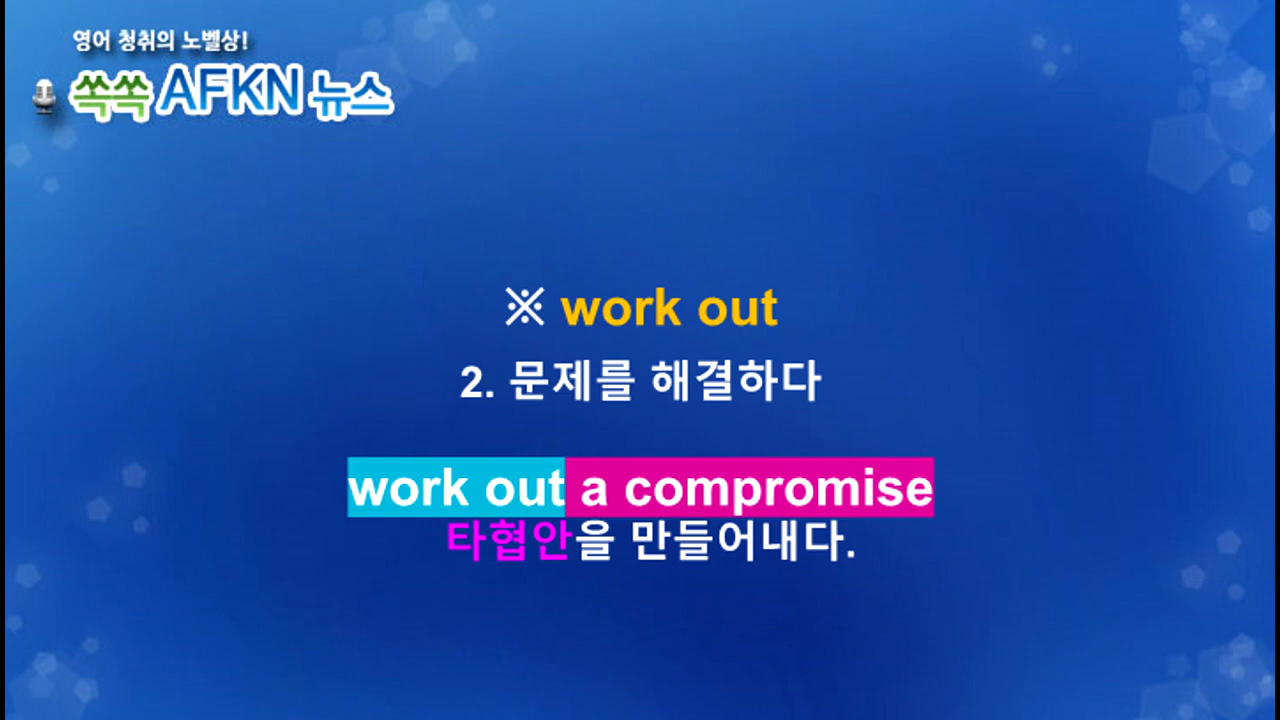 영어 청취의 노벨상!
쏙쏙 AFKN 뉴스
※ work out
2. 문제를 해결하다
work out a compromise
타협안을 만들어내다.